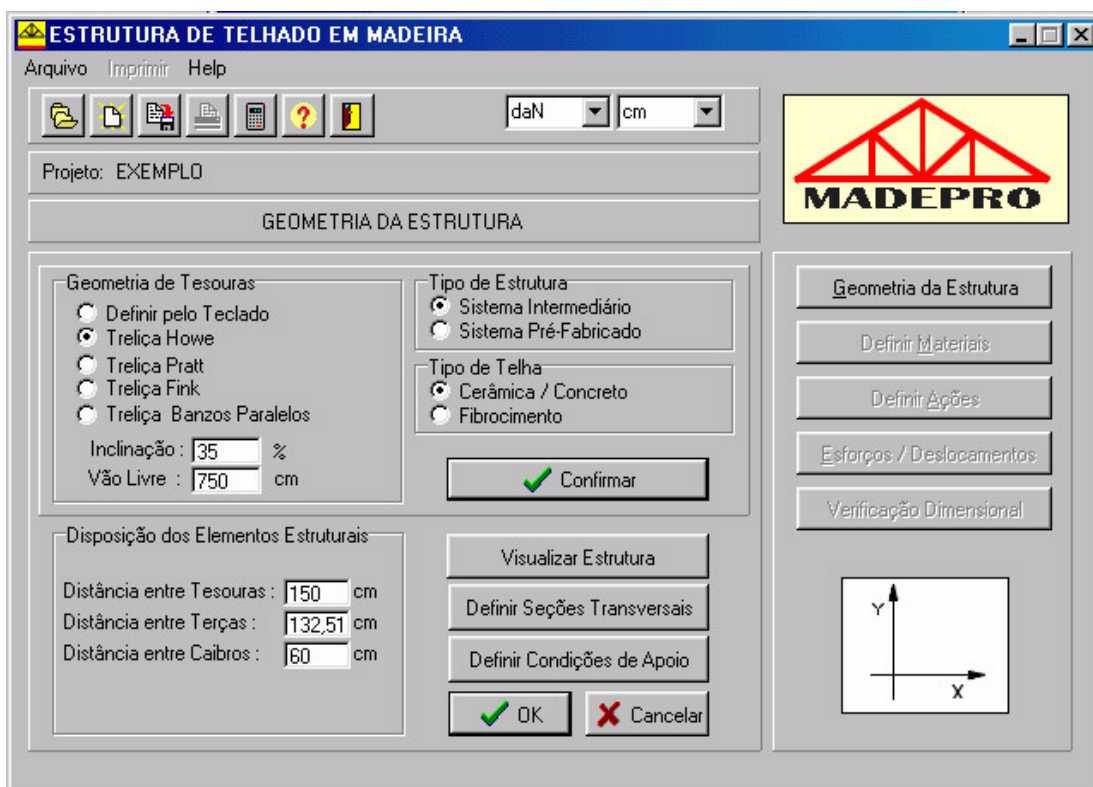 ESTRUTURA DE TELHADO EM MADEIRA
Arquivo Imprimir Help
daN cm
Projeto: EXEMPLO
MADEPRO
GEOMETRIA DA ESTRUTURA
Geometria de Tesouras
Definir pelo Teclado
Treliça Howe
Treliça Pratt
Treliça Fink
Treliça Banzos Paralelos
Inclinação : 35 %
Vão Livre : 750 cm
Tipo de Estrutura
Sistema Intermediário
Sistema Pré-Fabricado
Tipo de Telha
Cerâmica / Concreto
Fibrocimento
Confirmar
Disposição dos Elementos Estruturais
Distância entre Tesouras : 150 cm
Distância entre Terças : 132,51 cm
Distância entre Caibros : 60 cm
Visualizar Estrutura
Definir Seções Transversais
Definir Condições de Apoio
OK Cancelar
Geometria da Estrutura
Definir Materiais
Definir Ações
Esforços / Deslocamentos
Verificação Dimensional
Y
X